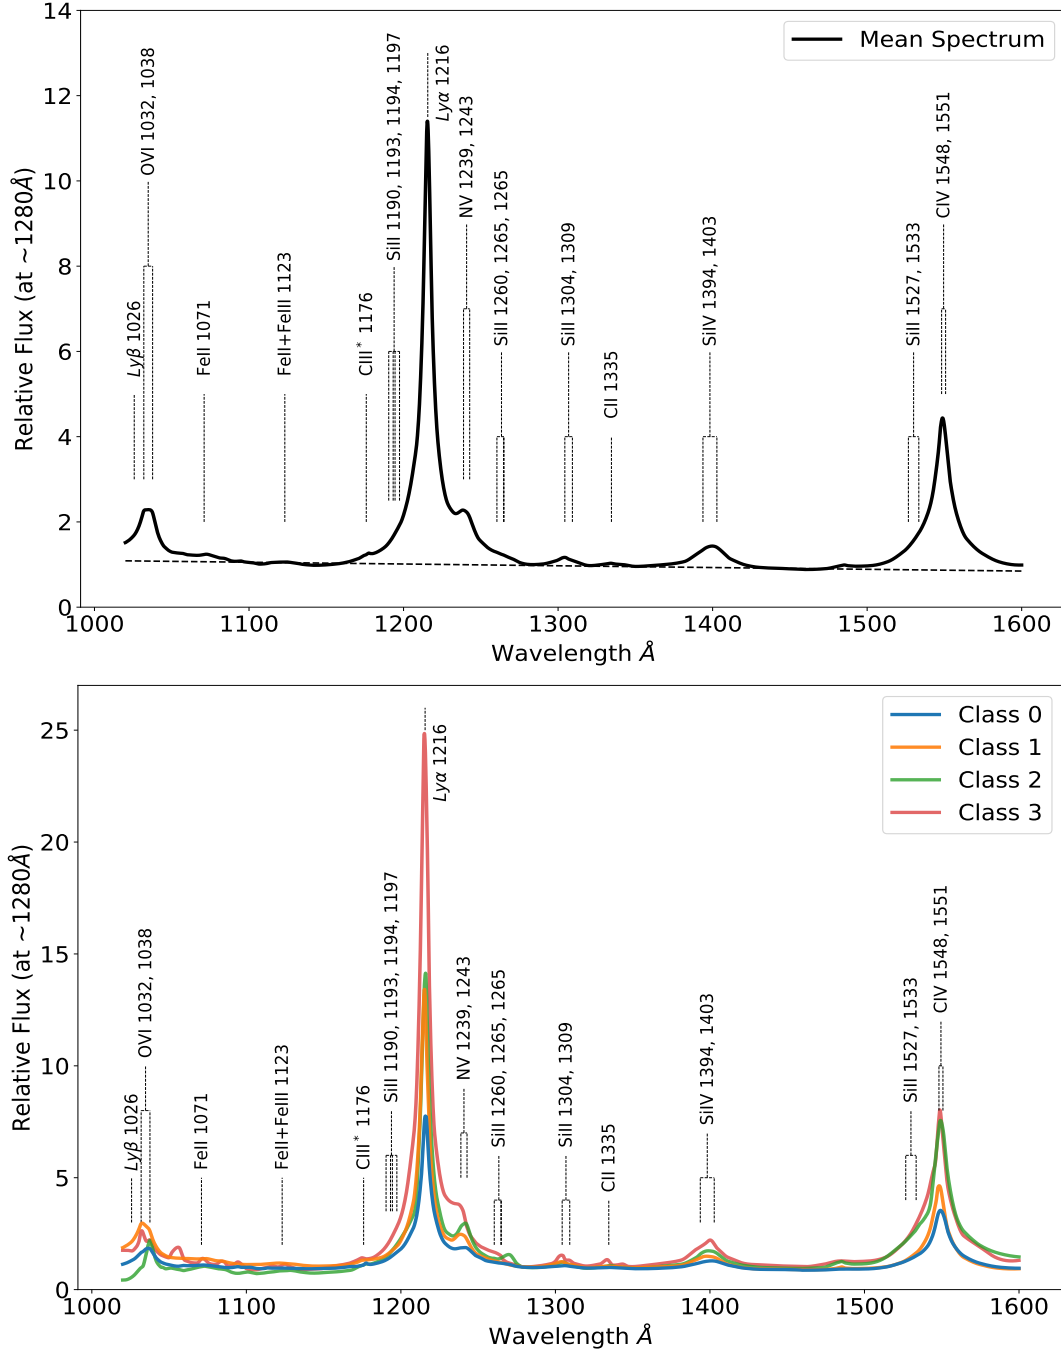 14
12
10
8
6
4
2
0
Relative Flux (at ~1280Å)
Mean Spectrum
Lyβ 1026
OVI 1032, 1038
FeII 1071
FeII+FeIII 1123
CIII* 1176
SiII 1190, 1193, 1194, 1197
Lyα 1216
NV 1239, 1243
SiII 1260, 1265, 1265
SiII 1304, 1309
CII 1335
SiIV 1394, 1403
SiII 1527, 1533
CIV 1548, 1551
1000 1100 1200 1300 1400 1500 1600
Wavelength Å
25
20
15
10
5
0
Relative Flux (at ~1280Å)
Class 0
Class 1
Class 2
Class 3
Lyβ 1026
OVI 1032, 1038
FeII 1071
FeII+FeIII 1123
CIII* 1176
SiII 1190, 1193, 1194, 1197
Lyα 1216
NV 1239, 1243
SiII 1260, 1265, 1265
SiII 1304, 1309
CII 1335
SiIV 1394, 1403
SiII 1527, 1533
CIV 1548, 1551
1000 1100 1200 1300 1400 1500 1600
Wavelength Å